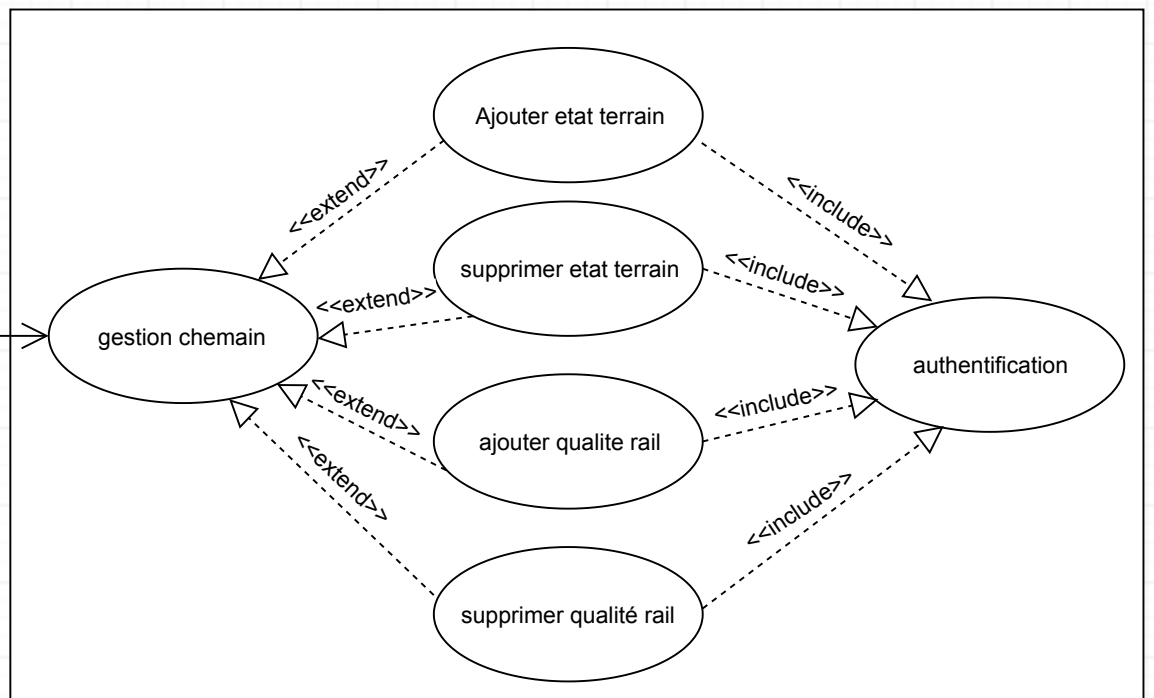 Ajouter etat terrain
<<extend>>
<<include>>
supprimer etat terrain
<<include>>
<<extend>>
gestion chemain
authentification
<<extend>>
<<include>>
ajouter qualite rail
<<extend>>
<<include>>
supprimer qualité rail